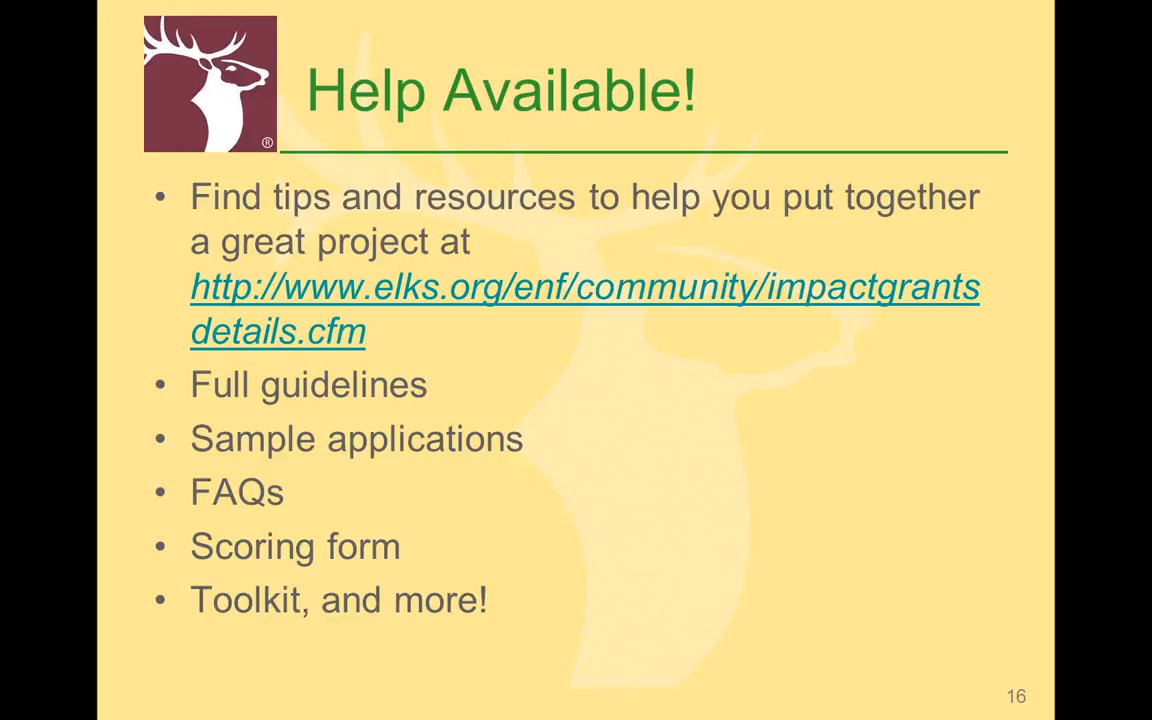 ®
Help Available!
• Find tips and resources to help you put together
a great project at
http://www.elks.org/enf/community/impactgrants
details.cfm
• Full guidelines
• Sample applications
• FAQs
• Scoring form
• Toolkit, and more!
16